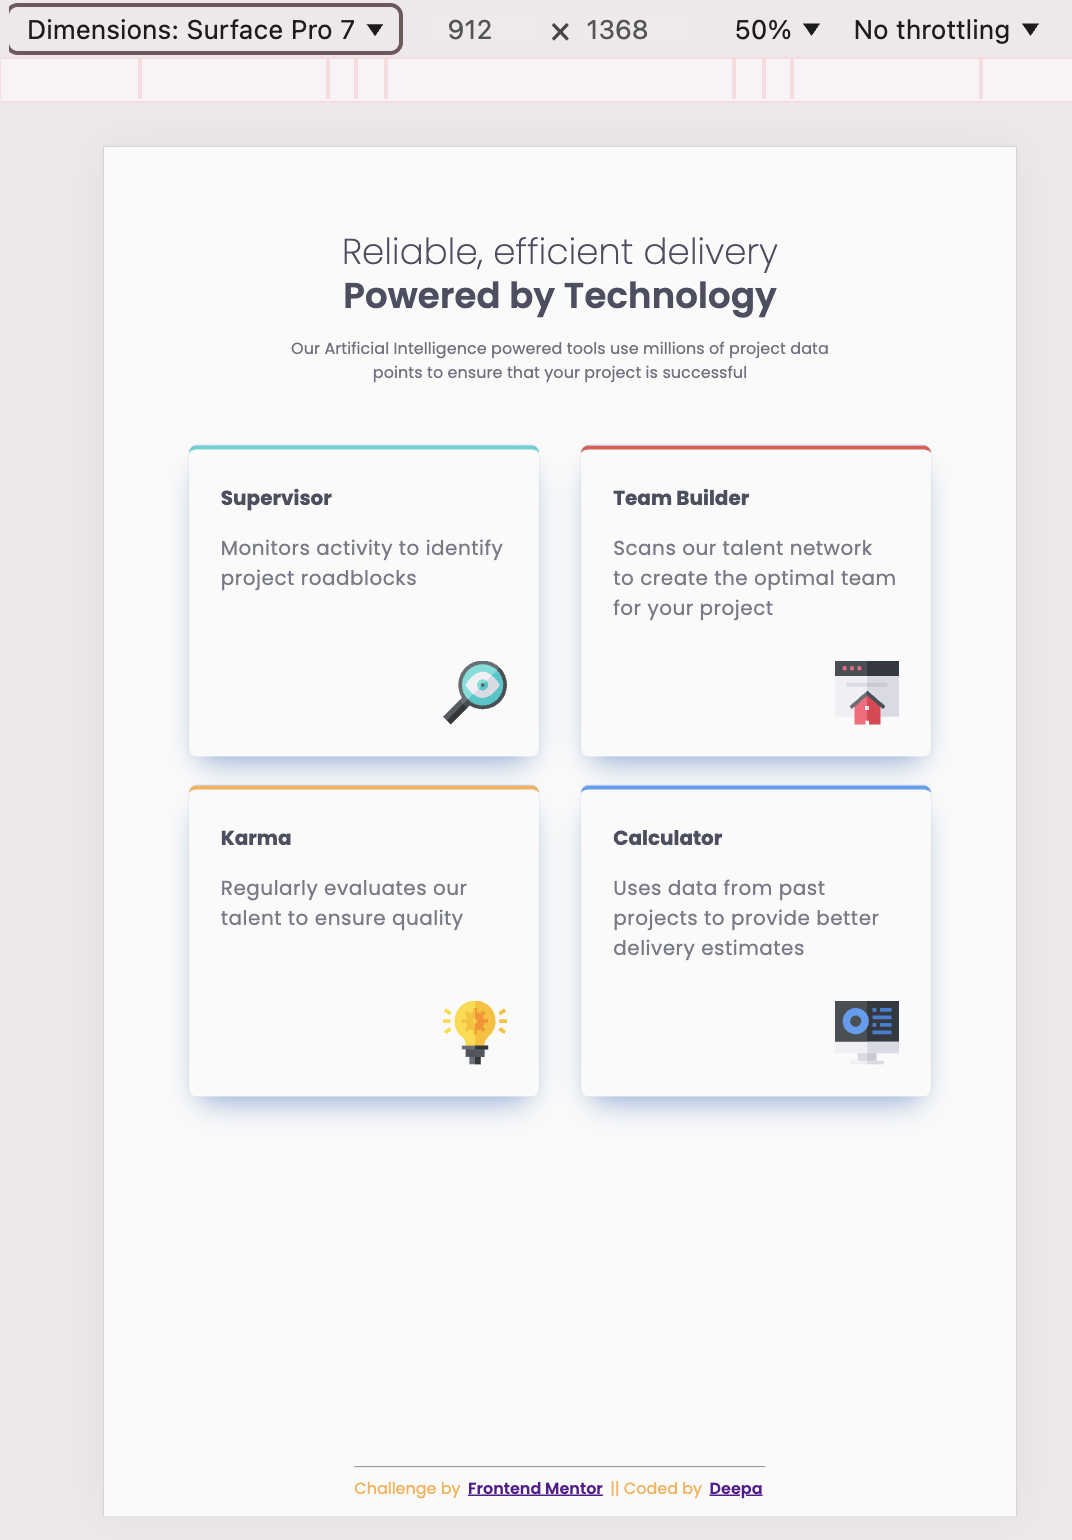 Dimensions: Surface Pro 7 ▼ 912 × 1368 50% ▼ No throttling ▼
Reliable, efficient delivery
Powered by Technology
Our Artificial Intelligence powered tools use millions of project data
points to ensure that your project is successful
Supervisor
Monitors activity to identify
project roadblocks
Team Builder
Scans our talent network
to create the optimal team
for your project
Karma
Regularly evaluates our
talent to ensure quality
Calculator
Uses data from past
projects to provide better
delivery estimates
Challenge by Frontend Mentor || Coded by Deepa